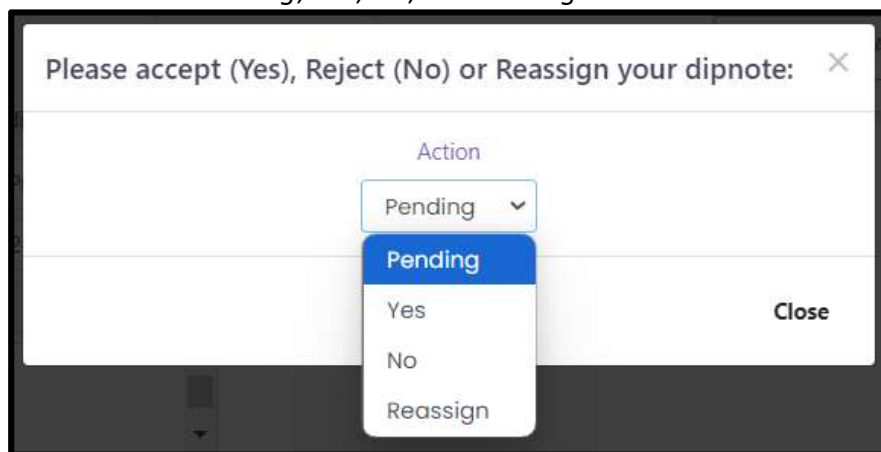 Please accept (Yes), Reject (No) or Reassign your dipnote: ×
Action
Pending
Pending
Yes
No
Close
Reassign